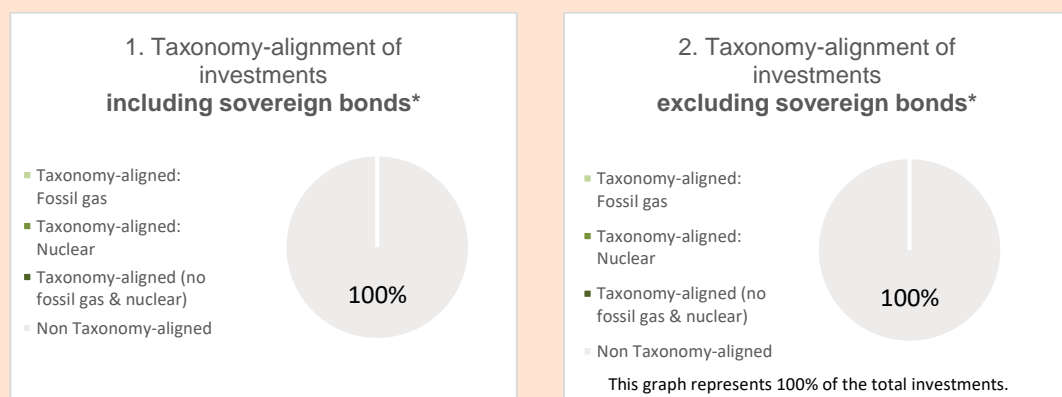 1. Taxonomy-alignment of
investments
including sovereign bonds*
Taxonomy-aligned:
Fossil gas
Taxonomy-aligned:
Nuclear
Taxonomy-aligned (no
fossil gas & nuclear)
Non Taxonomy-aligned
100%
2. Taxonomy-alignment of
investments
excluding sovereign bonds*
Taxonomy-aligned:
Fossil gas
Taxonomy-aligned:
Nuclear
Taxonomy-aligned (no
fossil gas & nuclear)
Non Taxonomy-aligned
100%
This graph represents 100% of the total investments.